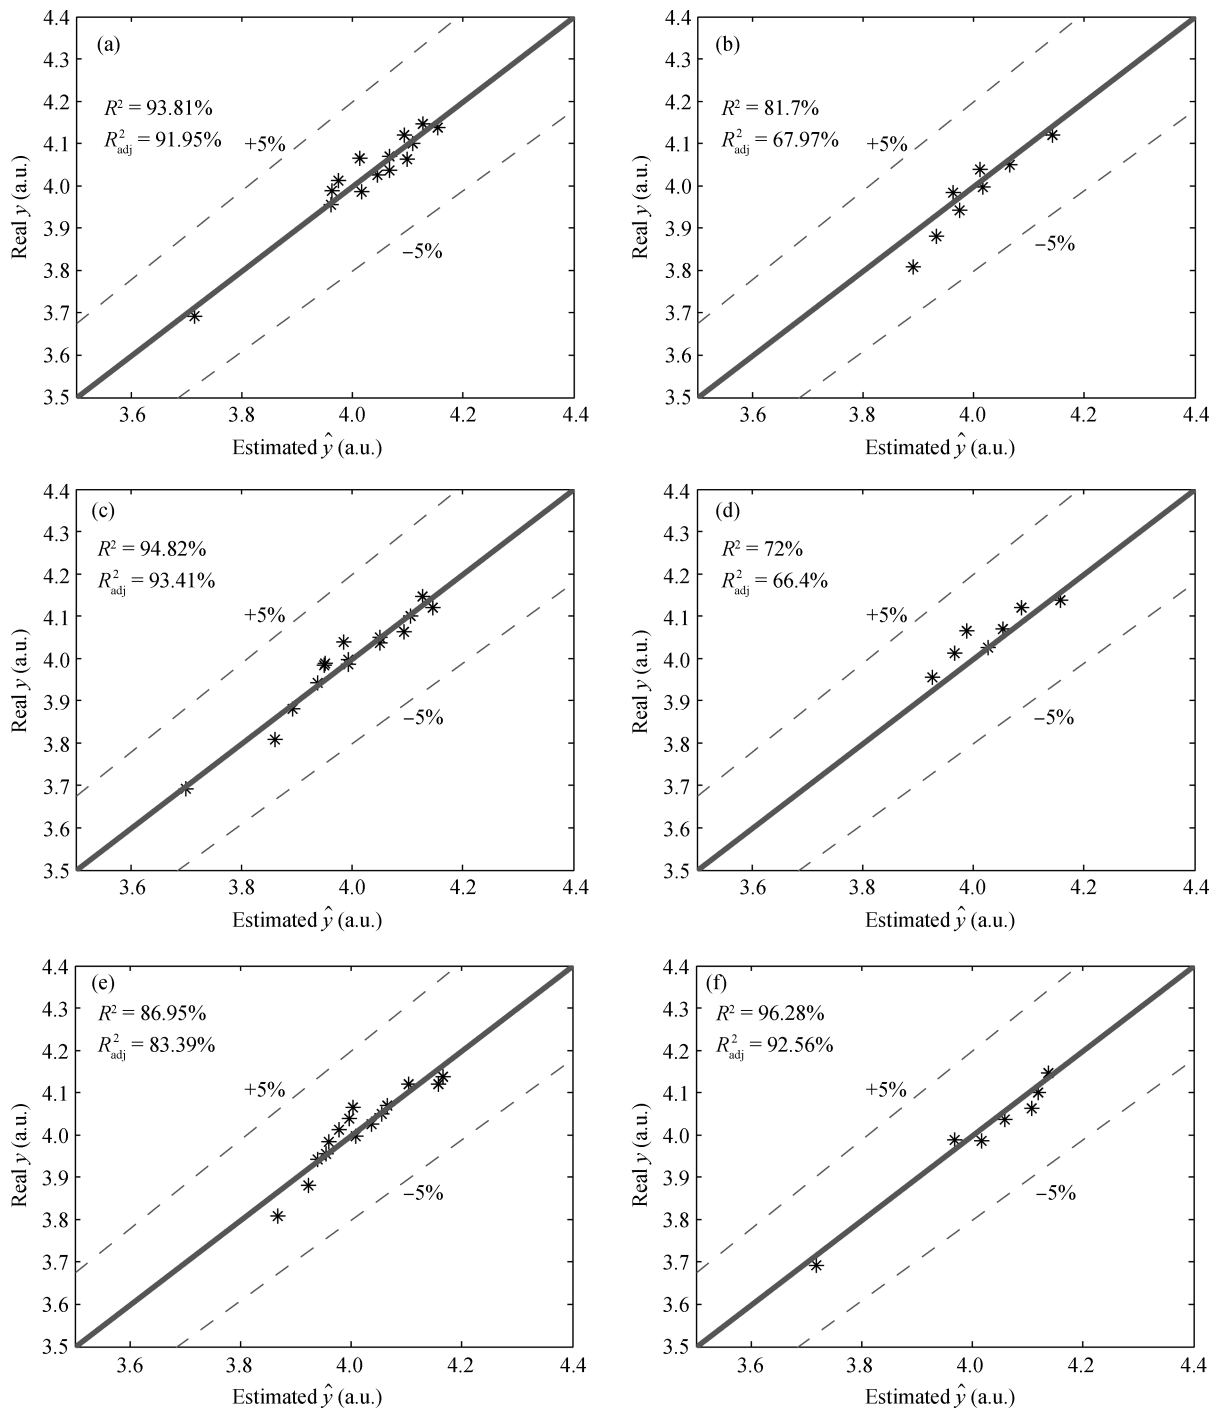 (a)
R² = 93.81%
R²adj = 91.95%
+5%
−5%
4.4
4.3
4.2
4.1
4.0
3.9
3.8
3.7
3.6
3.5
Real y (a.u.)
3.6 3.8 4.0 4.2 4.4
Estimated ŷ (a.u.)
(b)
R² = 81.7%
R²adj = 67.97%
+5%
−5%
4.4
4.3
4.2
4.1
4.0
3.9
3.8
3.7
3.6
3.5
Real y (a.u.)
3.6 3.8 4.0 4.2 4.4
Estimated ŷ (a.u.)
(c)
R² = 94.82%
R²adj = 93.41%
+5%
−5%
4.4
4.3
4.2
4.1
4.0
3.9
3.8
3.7
3.6
3.5
Real y (a.u.)
3.6 3.8 4.0 4.2 4.4
Estimated ŷ (a.u.)
(d)
R² = 72%
R²adj = 66.4%
+5%
−5%
4.4
4.3
4.2
4.1
4.0
3.9
3.8
3.7
3.6
3.5
Real y (a.u.)
3.6 3.8 4.0 4.2 4.4
Estimated ŷ (a.u.)
(e)
R² = 86.95%
R²adj = 83.39%
+5%
−5%
4.4
4.3
4.2
4.1
4.0
3.9
3.8
3.7
3.6
3.5
Real y (a.u.)
3.6 3.8 4.0 4.2 4.4
Estimated ŷ (a.u.)
(f)
R² = 96.28%
R²adj = 92.56%
+5%
−5%
4.4
4.3
4.2
4.1
4.0
3.9
3.8
3.7
3.6
3.5
Real y (a.u.)
3.6 3.8 4.0 4.2 4.4
Estimated ŷ (a.u.)